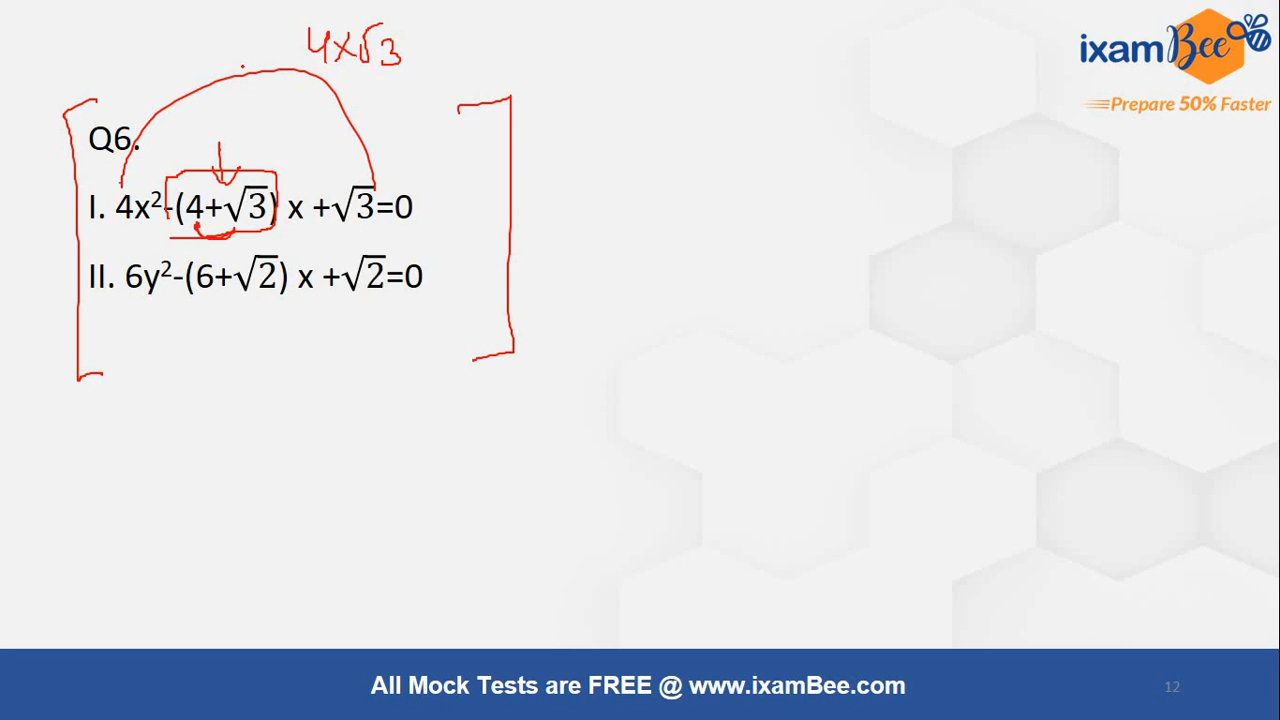 4×√3
ixamBee
Prepare 50% Faster
Q6.
I. 4x²-(4+√3) x +√3=0
II. 6y²-(6+√2) x +√2=0
All Mock Tests are FREE @ www.ixamBee.com
12